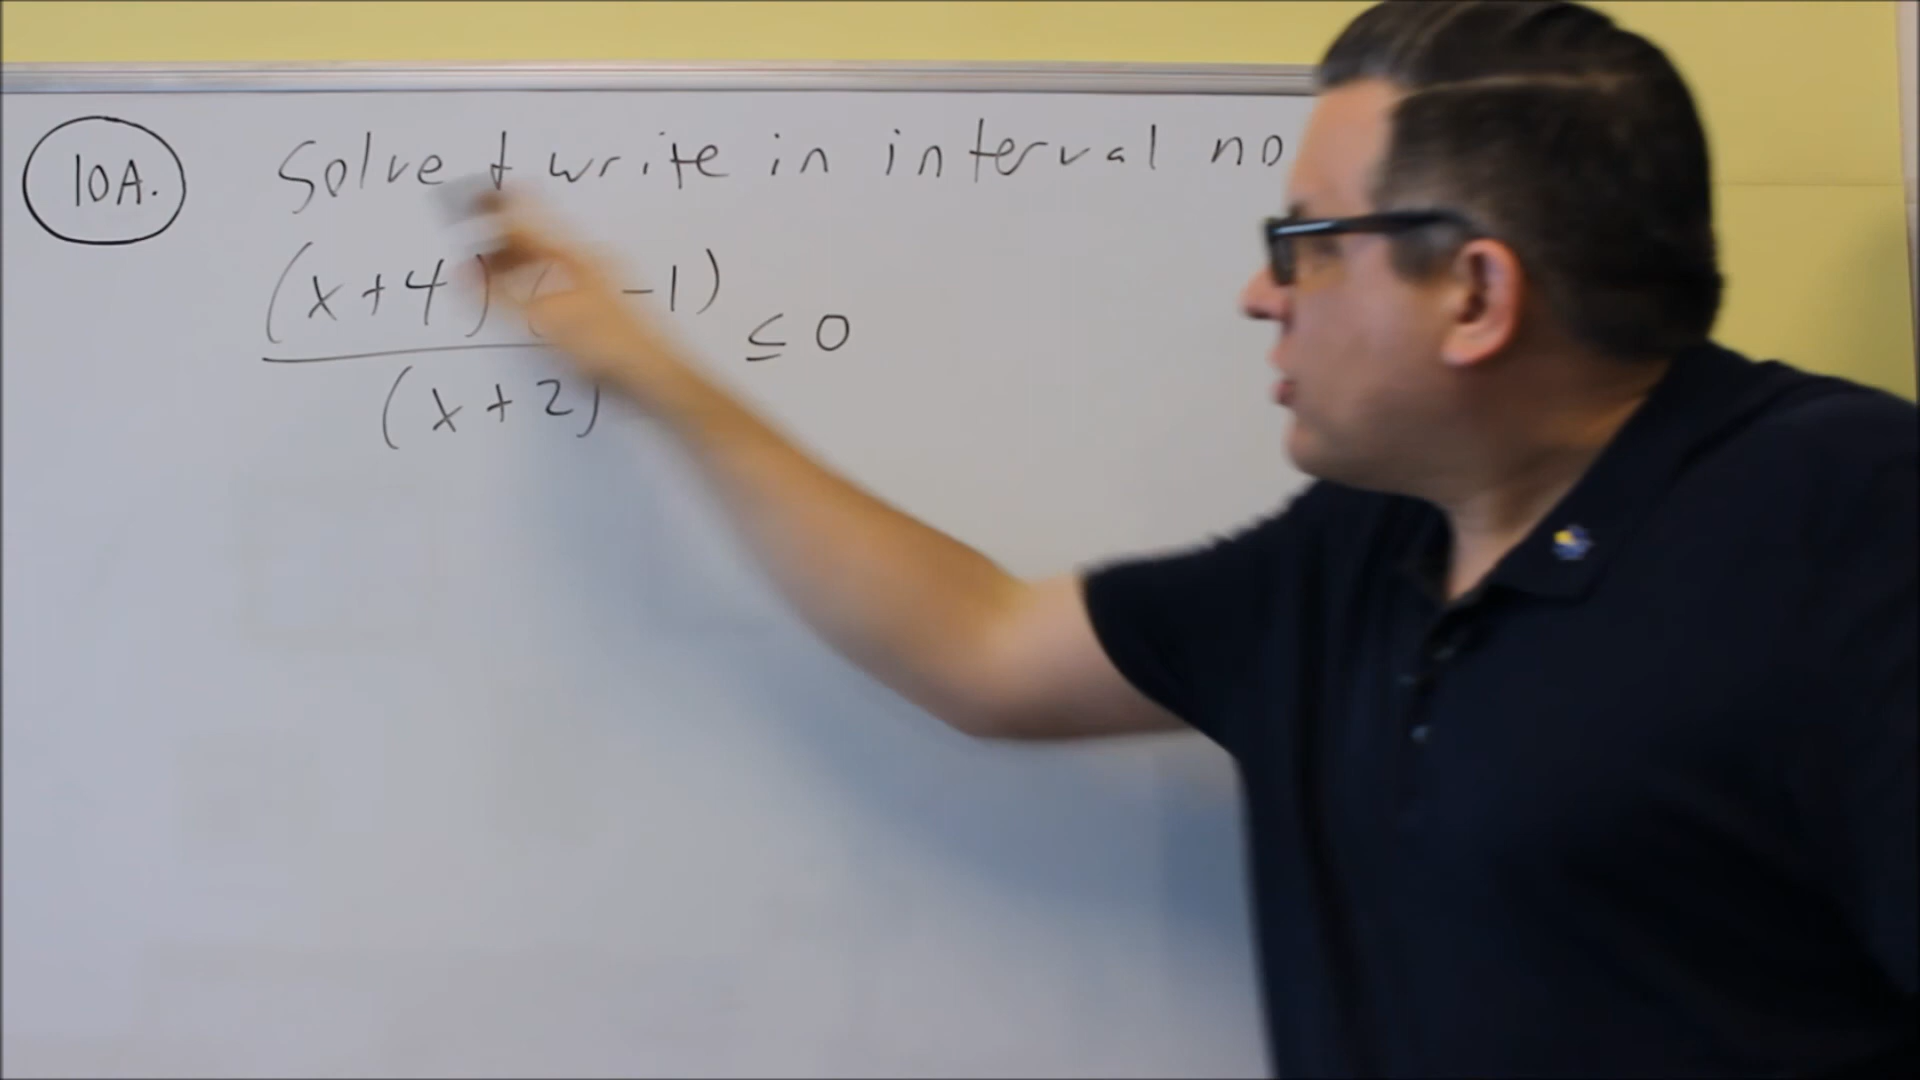 10A. Solve + write in interval no
(x+4) ( -1)
≤ 0
(x+2)